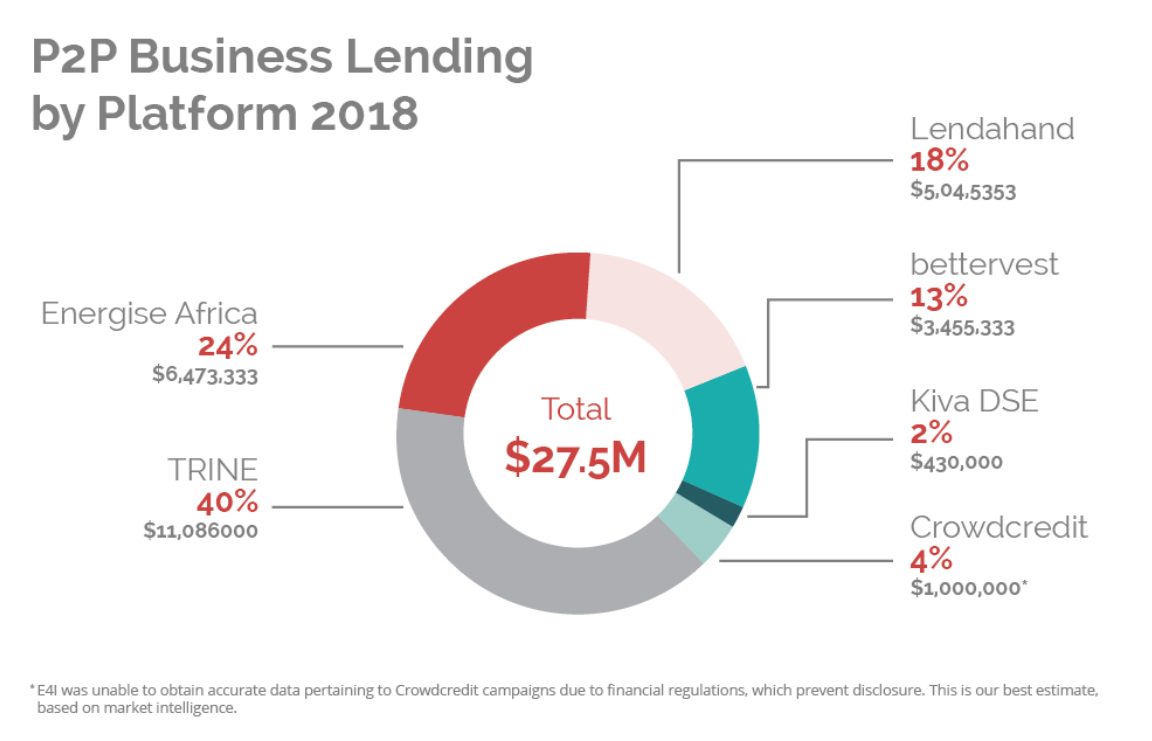 P2P Business Lending
by Platform 2018
Lendahand
18%
$5,04,5353
bettervest
13%
$3,455,333
Energise Africa
24%
$6,473,333
Kiva DSE
2%
$430,000
Total
$27.5M
TRINE
40%
$11,086000
Crowdcredit
4%
$1,000,000*
*E4I was unable to obtain accurate data pertaining to Crowdcredit campaigns due to financial regulations, which prevent disclosure. This is our best estimate,
based on market intelligence.